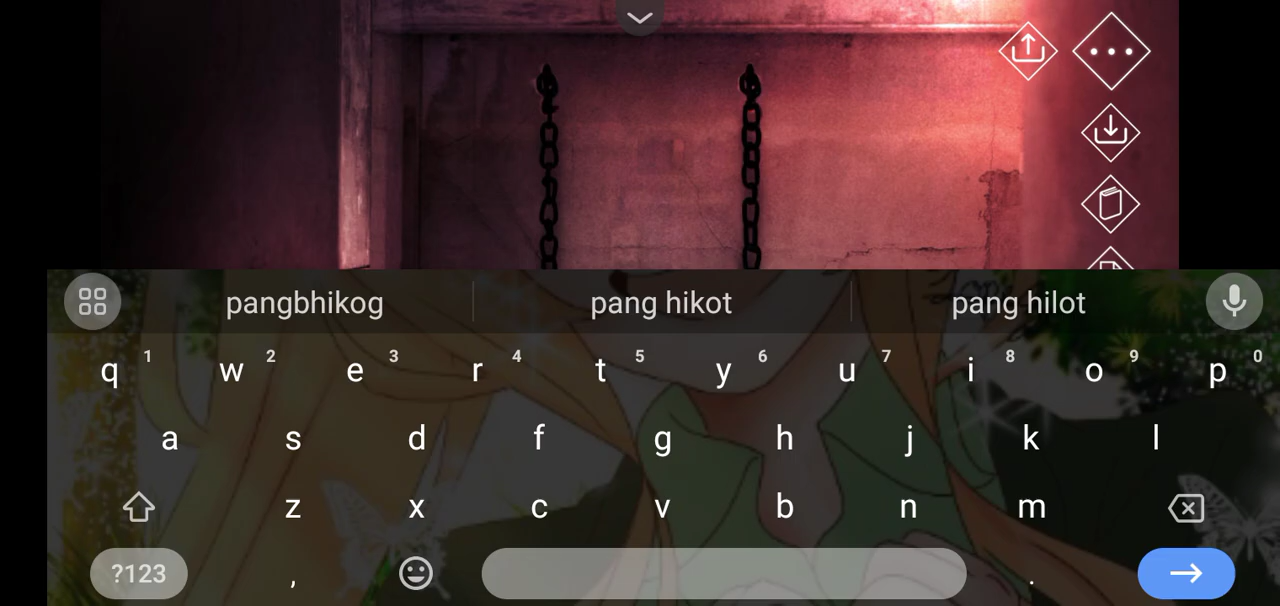 pangbhikog pang hikot pang hilot
q 1 w 2 e 3 r 4 t 5 y 6 u 7 i 8 o 9 p 0
a s d f g h j k l
z x c v b n m
?123 , .